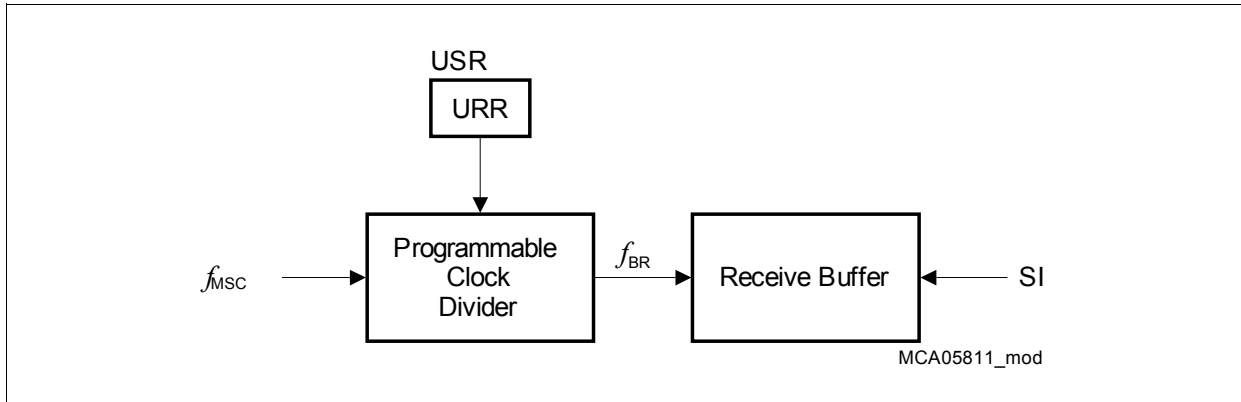 USR
URR
Programmable
Clock
Divider
fMSC
fBR
Receive Buffer
SI
MCA05811_mod